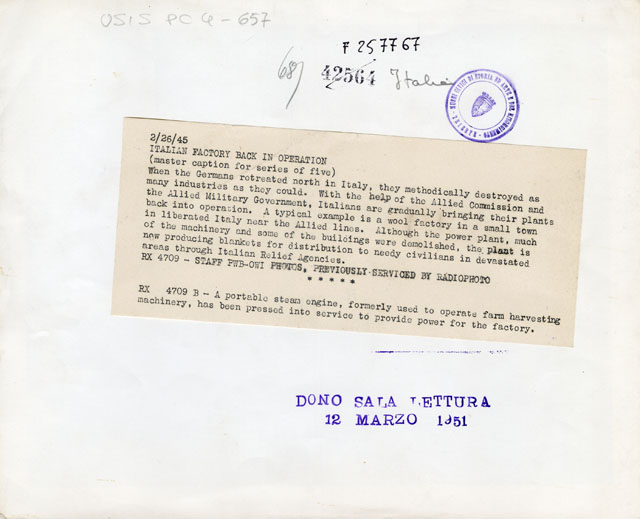 USIS PC 4-657
F 257767
687
42564 Italia
2/26/45
ITALIAN FACTORY BACK IN OPERATION
(master caption for series of five)
When the Germans retreated north in Italy, they methodically destroyed as
many industries as they could. With the help of the Allied Commission and
the Allied Military Government, Italians are gradually bringing their plants
back into operation. A typical example is a wool factory in a small town
in liberated Italy near the Allied lines. Although the power plant, much
of the machinery and some of the buildings were demolished, the plant is
now producing blankets for distribution to needy civilians in devastated
areas through Italian Relief Agencies.
RX 4709 - STAFF PWB-OWI PHOTOS, PREVIOUSLY SERVICED BY RADIOPHOTO
* * * * *
RX 4709 B - A portable steam engine, formerly used to operate farm harvesting
machinery, has been pressed into service to provide power for the factory.
DONO SALA LETTURA
12 MARZO 1951